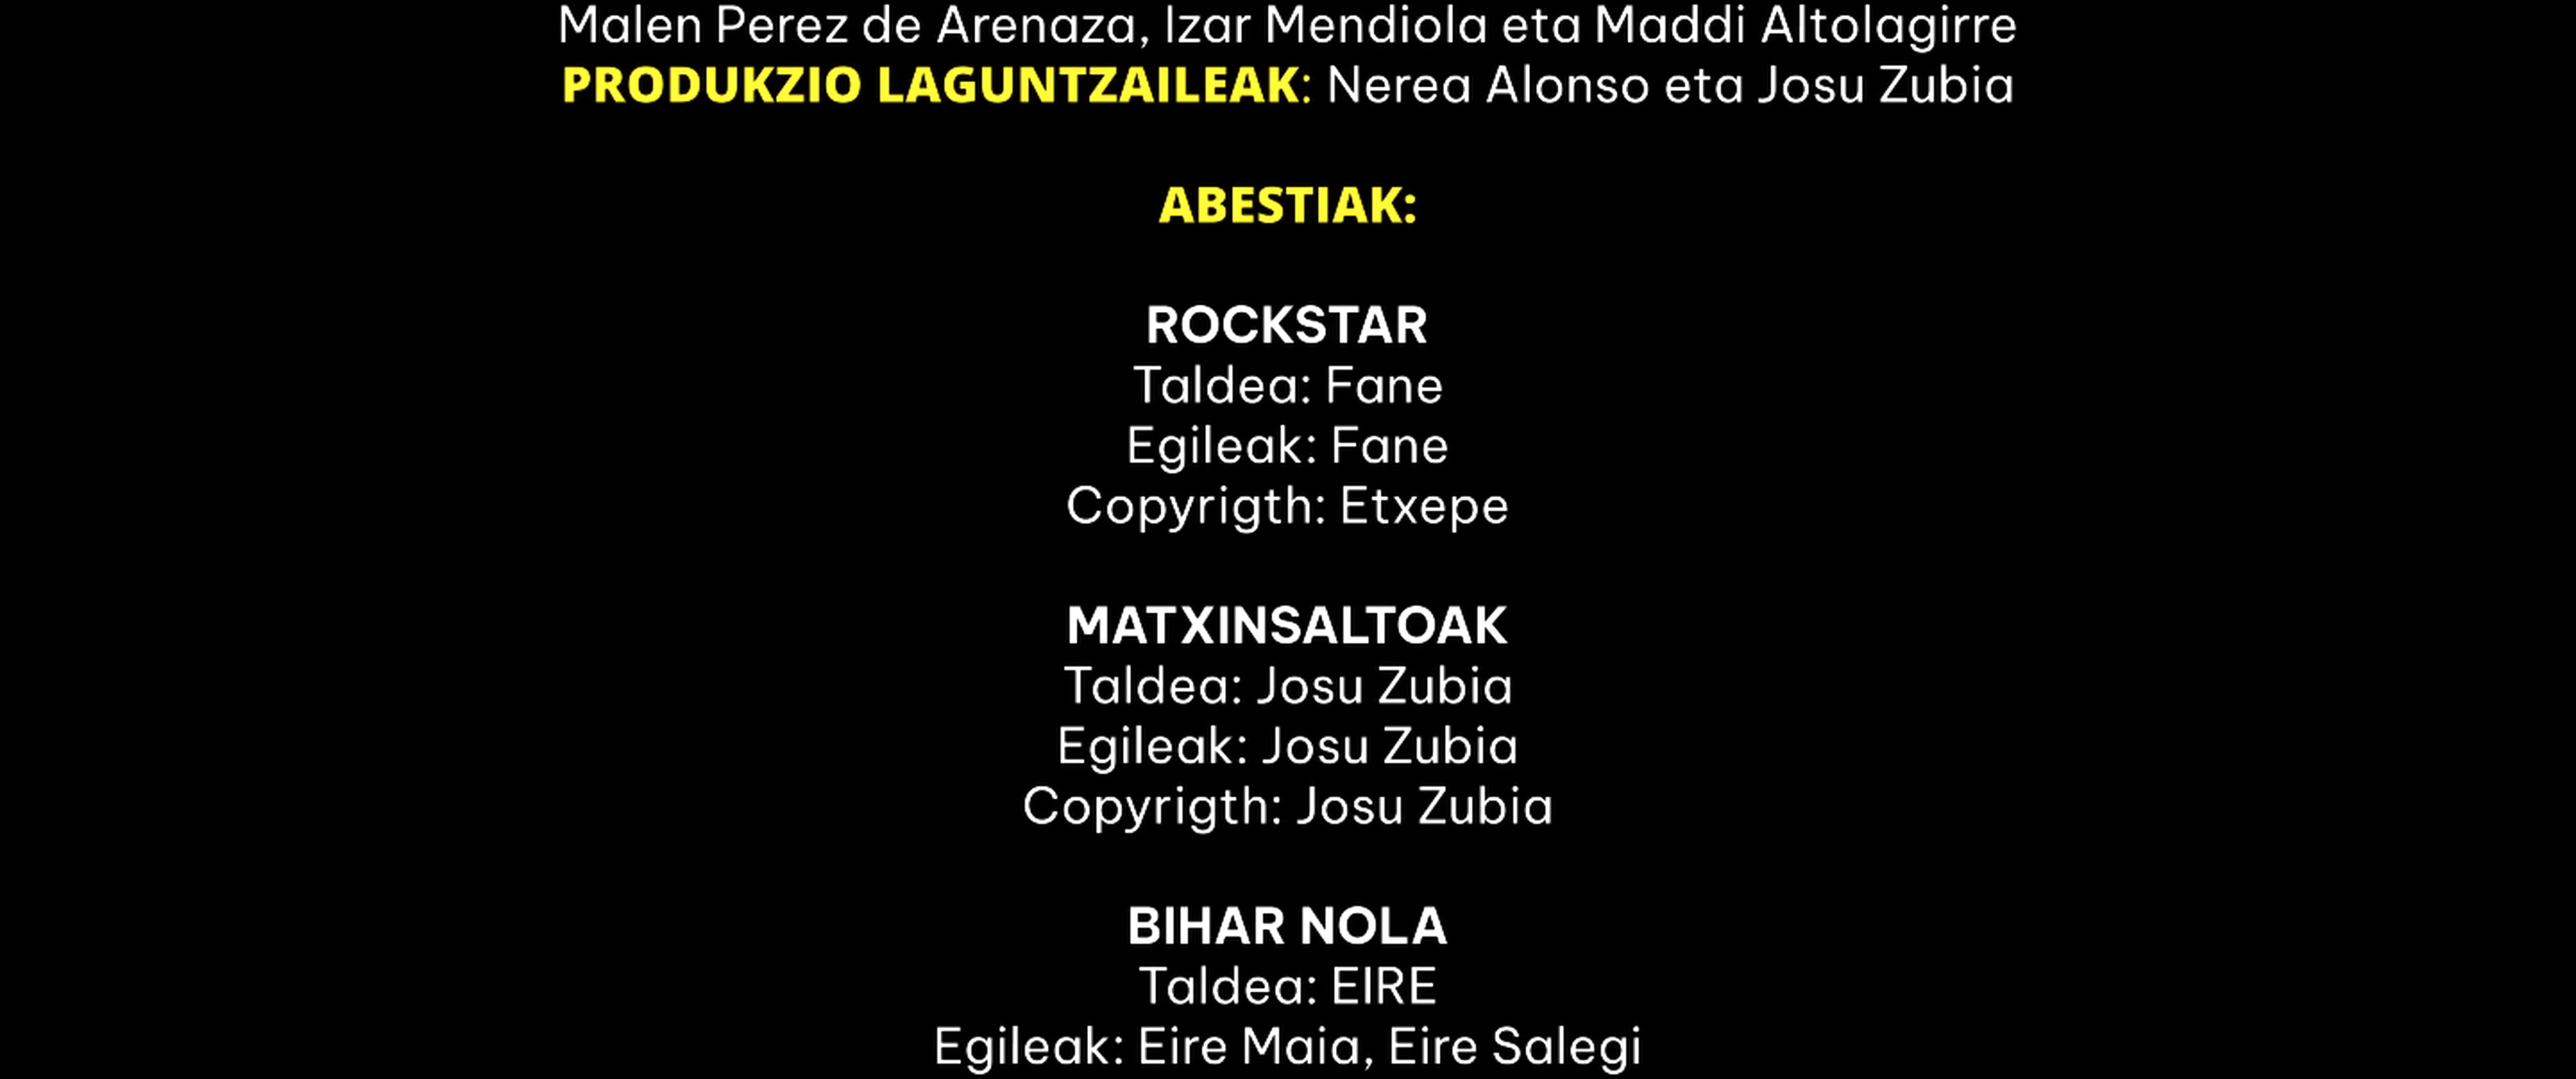 Malen Perez de Arenaza, Izar Mendiola eta Maddi Altolagirre
PRODUKZIO LAGUNTZAILEAK: Nerea Alonso eta Josu Zubia
ABESTIAK:
ROCKSTAR
Taldea: Fane
Egileak: Fane
Copyrigth: Etxepe
MATXINSALTOAK
Taldea: Josu Zubia
Egileak: Josu Zubia
Copyrigth: Josu Zubia
BIHAR NOLA
Taldea: EIRE
Egileak: Eire Maia, Eire Salegi